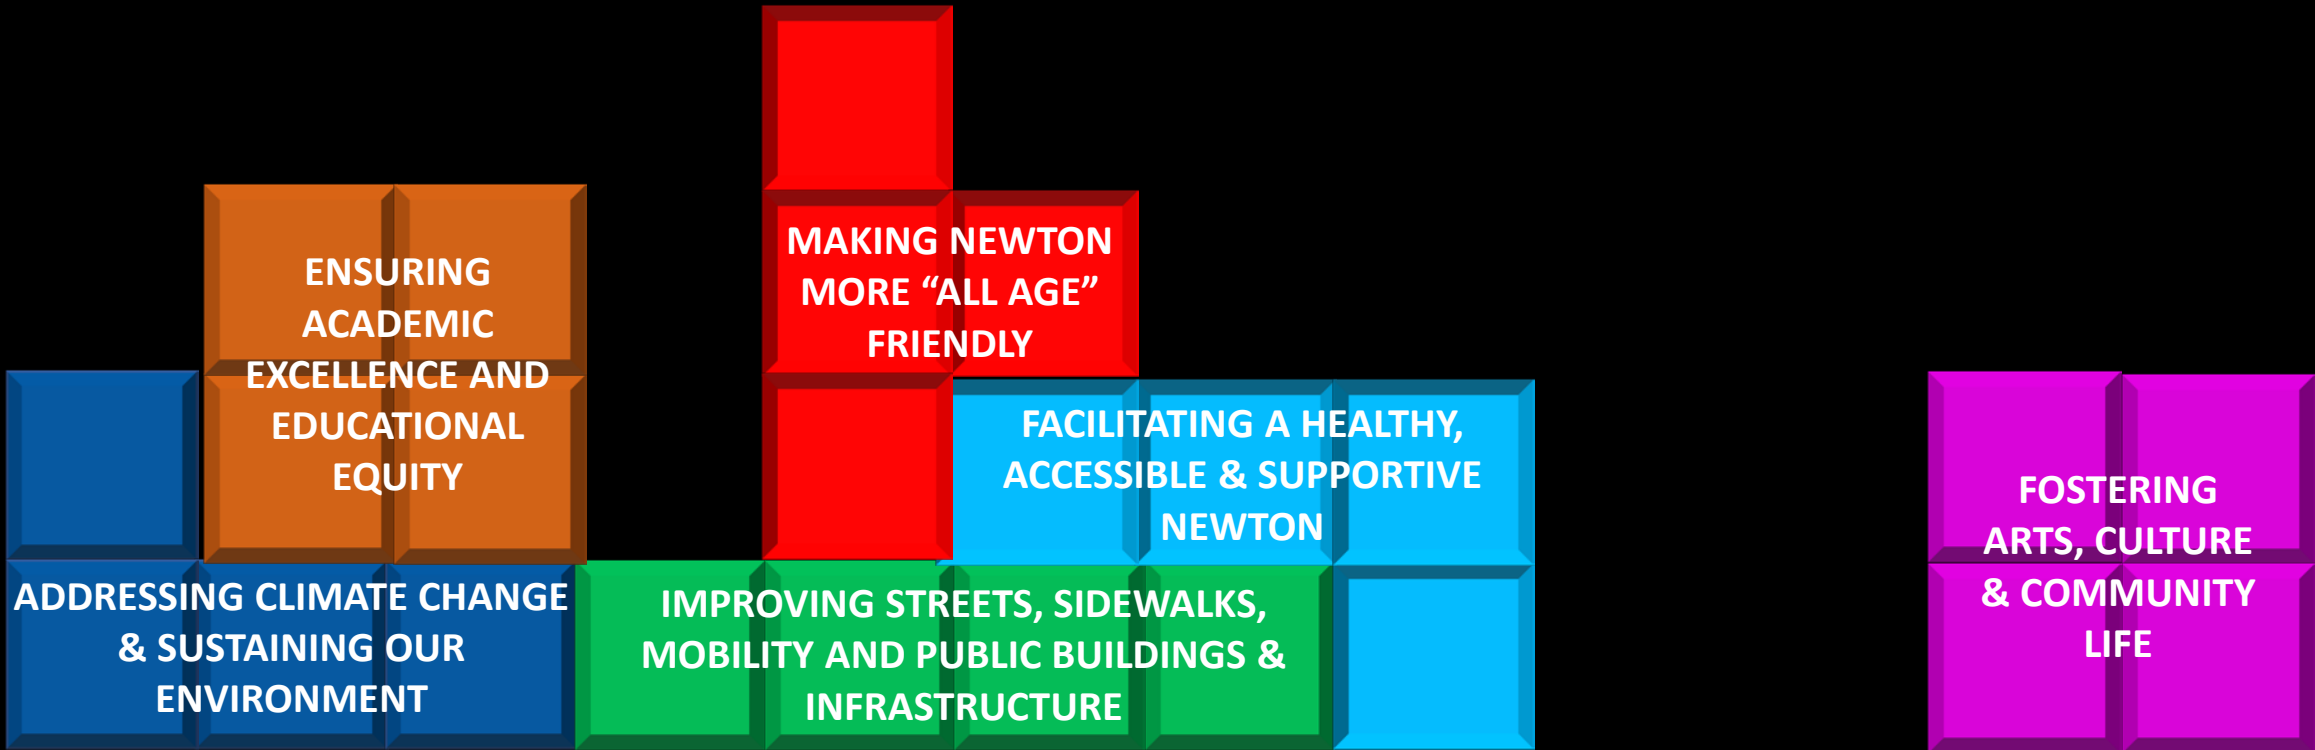 ENSURING
ACADEMIC
EXCELLENCE AND
EDUCATIONAL
EQUITY
MAKING NEWTON
MORE “ALL AGE”
FRIENDLY
FACILITATING A HEALTHY,
ACCESSIBLE & SUPPORTIVE
NEWTON
FOSTERING
ARTS, CULTURE
& COMMUNITY
LIFE
ADDRESSING CLIMATE CHANGE
& SUSTAINING OUR
ENVIRONMENT
IMPROVING STREETS, SIDEWALKS,
MOBILITY AND PUBLIC BUILDINGS &
INFRASTRUCTURE